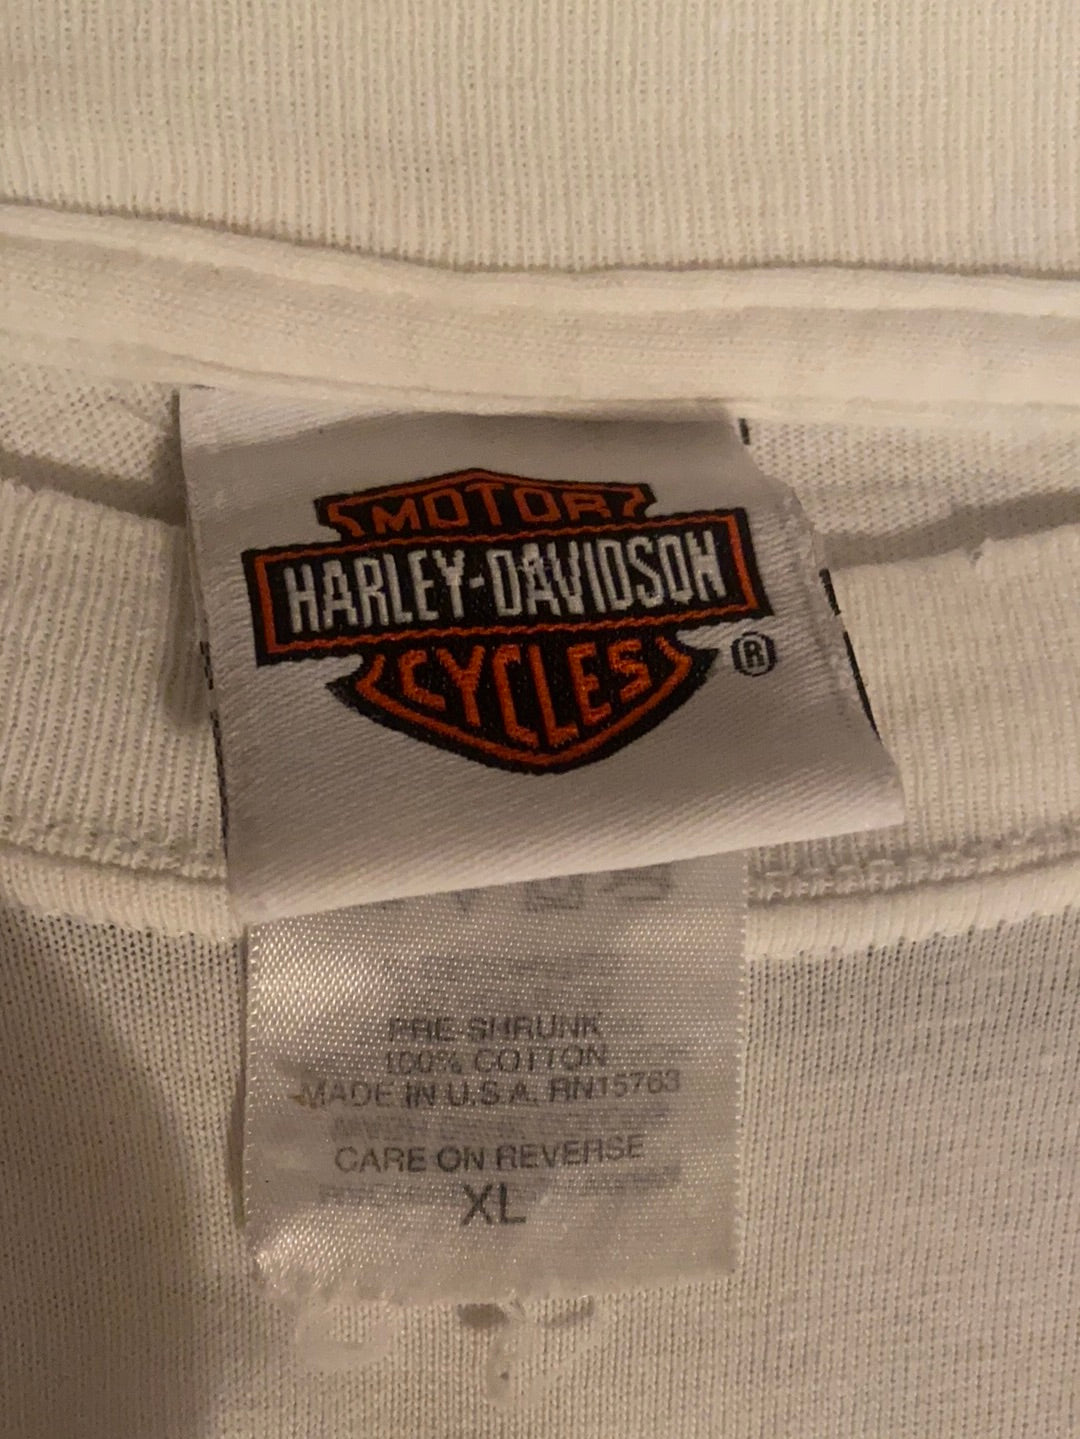 MOTOR
HARLEY-DAVIDSON
CYCLES
®
PRE-SHRUNK
100% COTTON
MADE IN U.S.A. RN15763
CARE ON REVERSE
XL